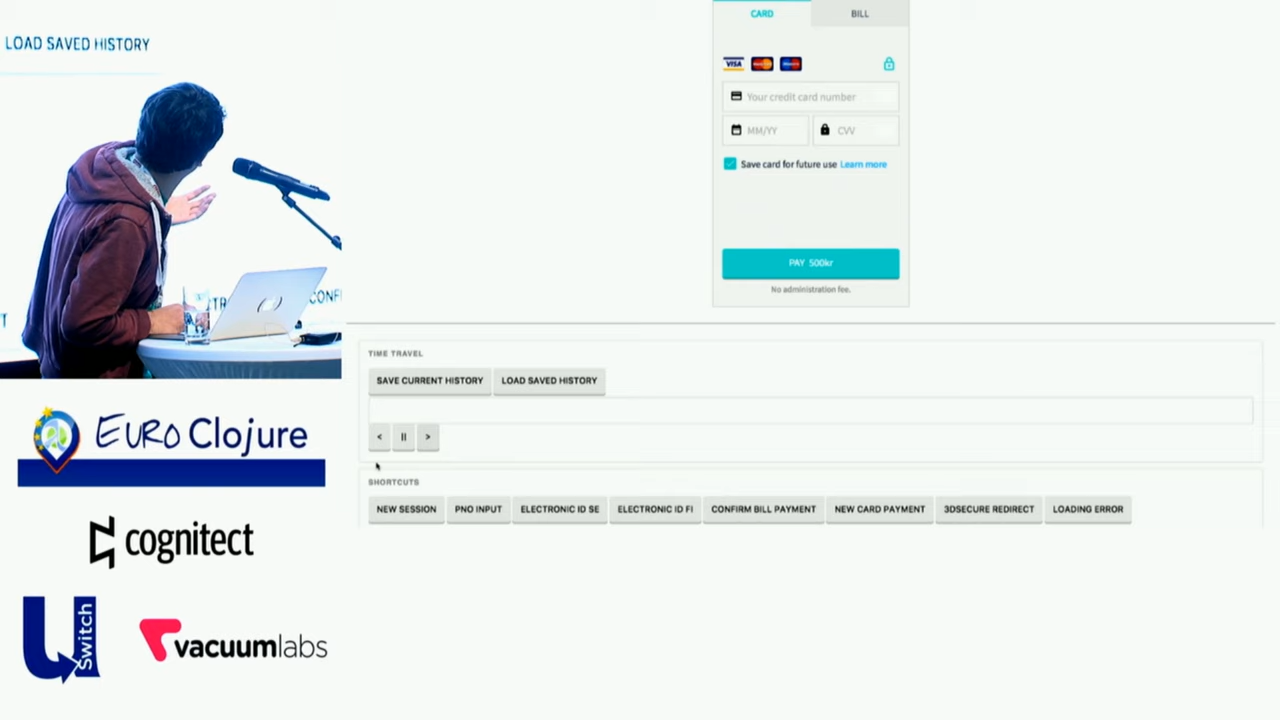 LOAD SAVED HISTORY
CONFI
EURO Clojure
cognitect
U Switch
vacuumlabs
CARD BILL
VISA
Your credit card number
MM/YY CVV
Save card for future use Learn more
PAY 500kr
No administration fee.
TIME TRAVEL
SAVE CURRENT HISTORY LOAD SAVED HISTORY
< II >
SHORTCUTS
NEW SESSION PNO INPUT ELECTRONIC ID SE ELECTRONIC ID FI CONFIRM BILL PAYMENT NEW CARD PAYMENT 3DSECURE REDIRECT LOADING ERROR